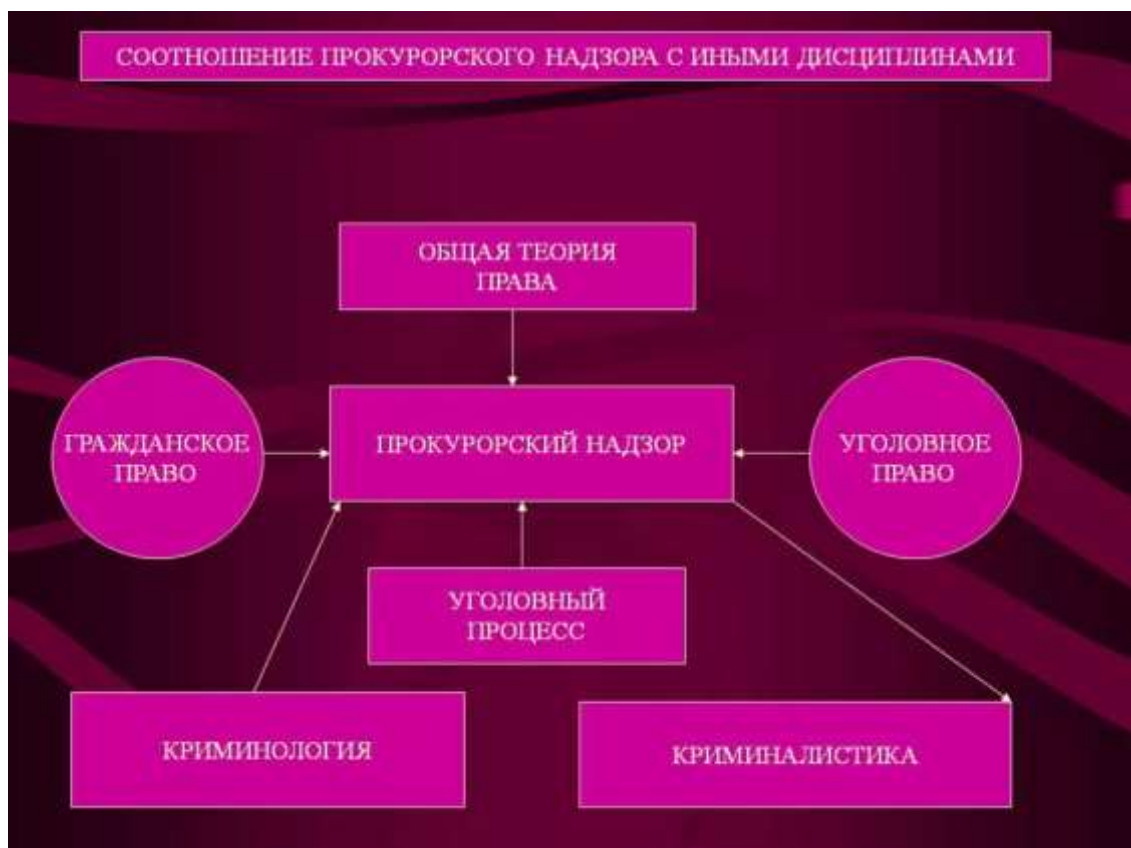 СООТНОШЕНИЕ ПРОКУРОРСКОГО НАДЗОРА С ИНЫМИ ДИСЦИПЛИНАМИ
ОБЩАЯ ТЕОРИЯ
ПРАВА
ГРАЖДАНСКОЕ
ПРАВО
ПРОКУРОРСКИЙ НАДЗОР
УГОЛОВНОЕ
ПРАВО
УГОЛОВНЫЙ
ПРОЦЕСС
КРИМИНОЛОГИЯ
КРИМИНАЛИСТИКА